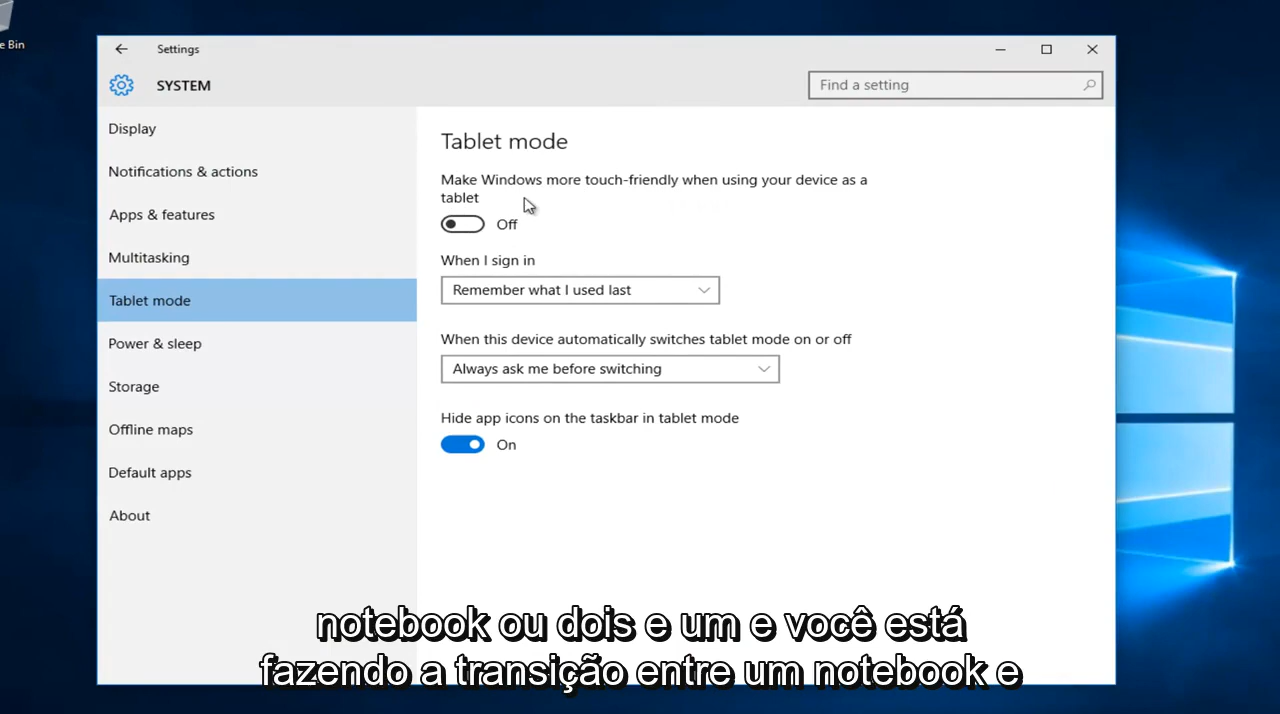 e Bin
Settings
SYSTEM
Find a setting
Display
Notifications & actions
Apps & features
Multitasking
Tablet mode
Power & sleep
Storage
Offline maps
Default apps
About
Tablet mode
Make Windows more touch-friendly when using your device as a
tablet
Off
When I sign in
Remember what I used last
When this device automatically switches tablet mode on or off
Always ask me before switching
Hide app icons on the taskbar in tablet mode
On
notebook ou dois e um e você está
fazendo a transição entre um notebook e